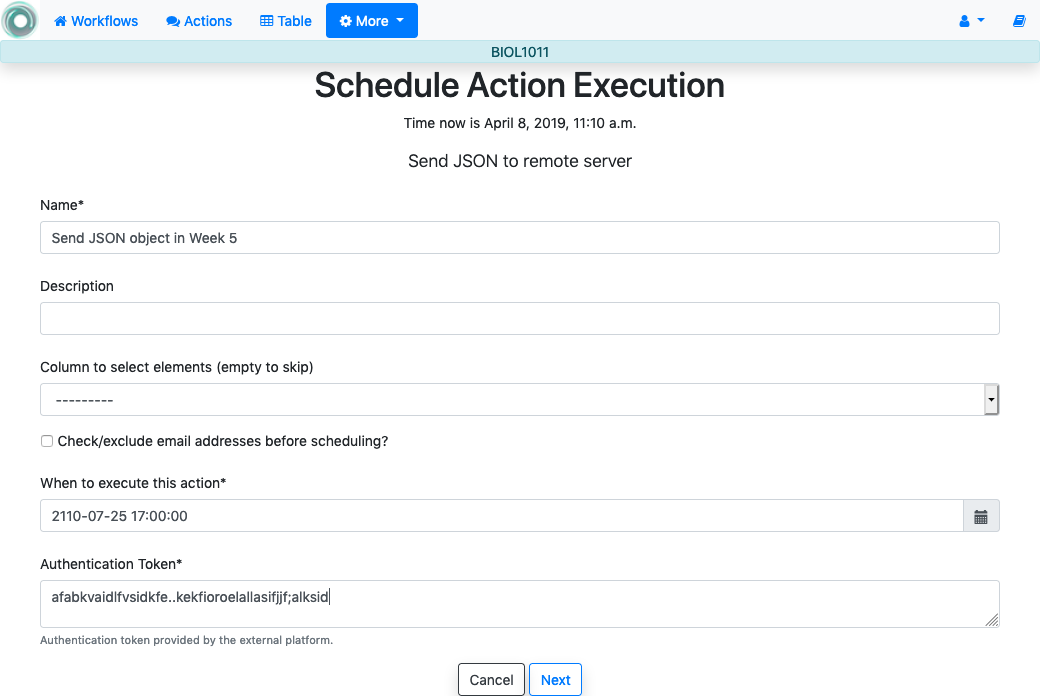 Workflows Actions Table More
BIOL1011
Schedule Action Execution
Time now is April 8, 2019, 11:10 a.m.
Send JSON to remote server
Name*
Send JSON object in Week 5
Description
Column to select elements (empty to skip)
---------
Check/exclude email addresses before scheduling?
When to execute this action*
2110-07-25 17:00:00
Authentication Token*
afabkvaidlfvsidkfe..kekfioroelallasifjjf;alksid
Authentication token provided by the external platform.
Cancel Next